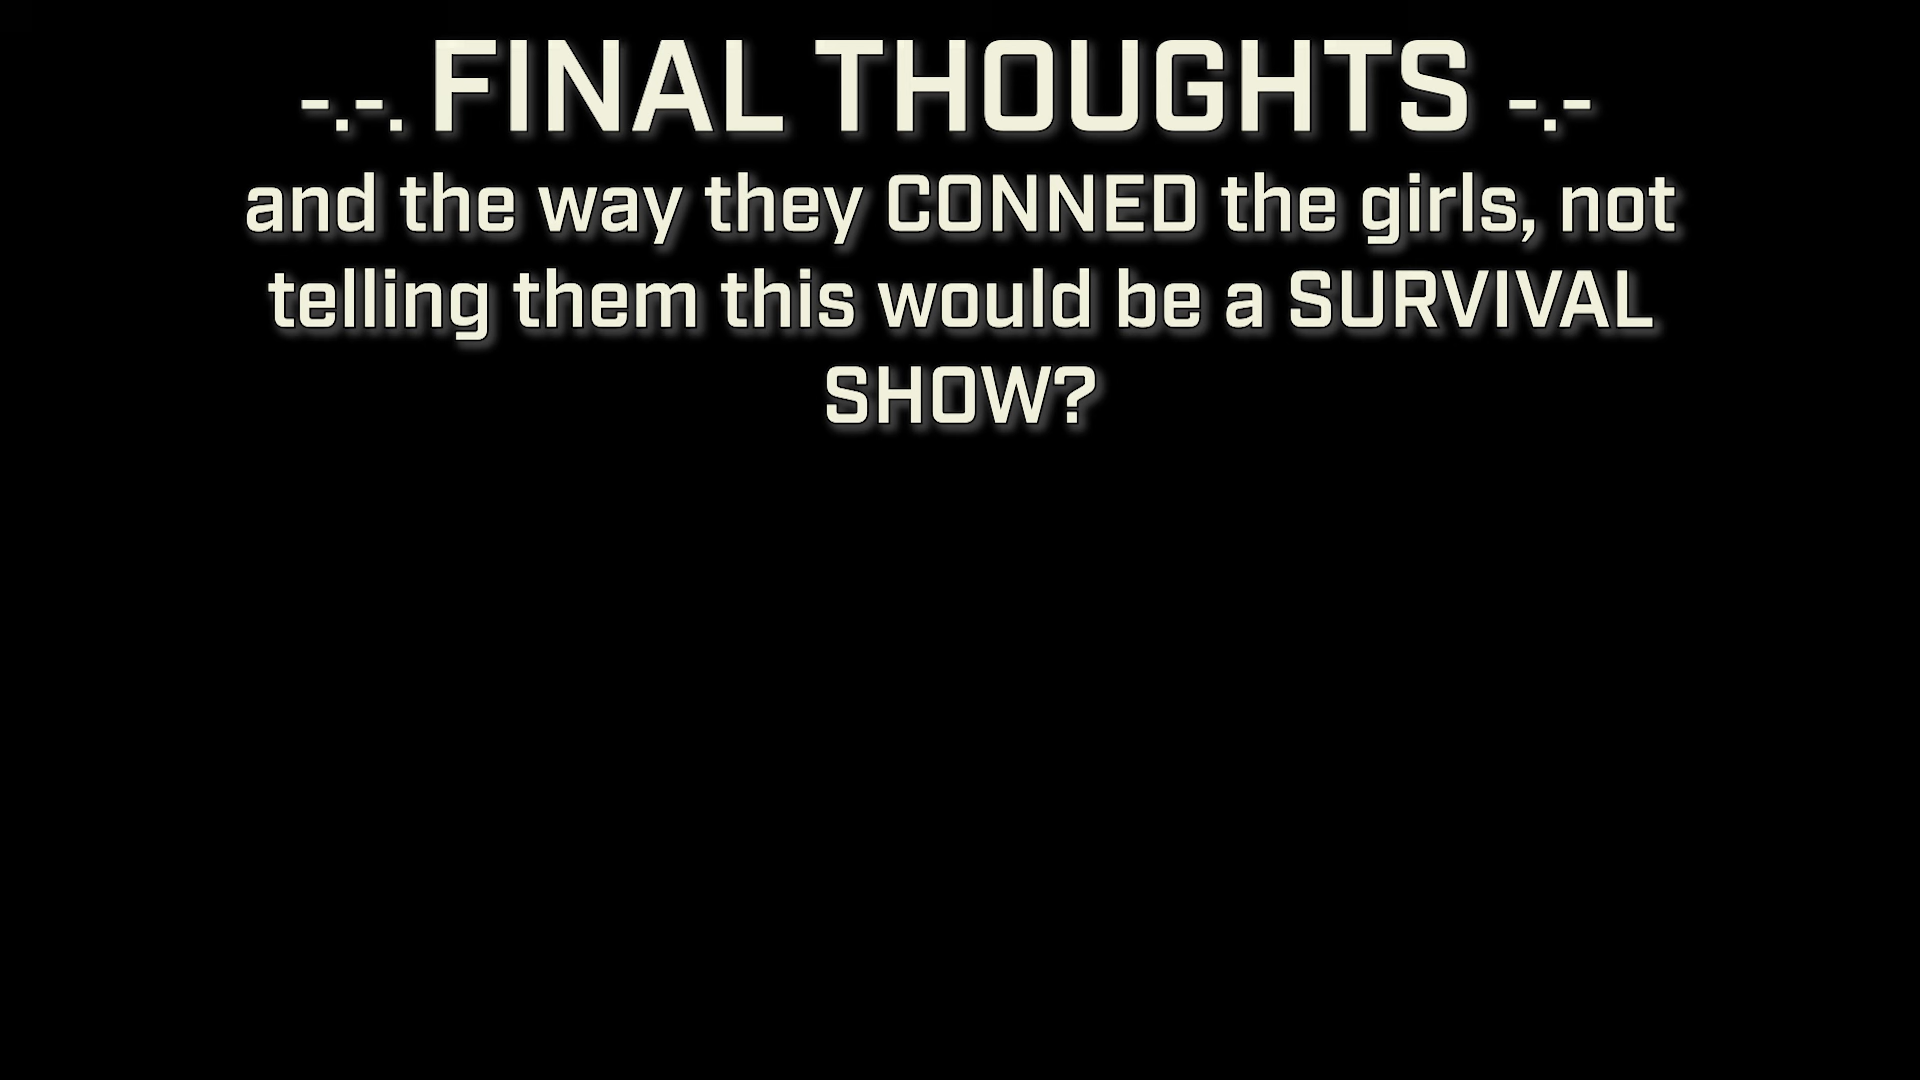 -.-. FINAL THOUGHTS -.-
and the way they CONNED the girls, not
telling them this would be a SURVIVAL
SHOW?